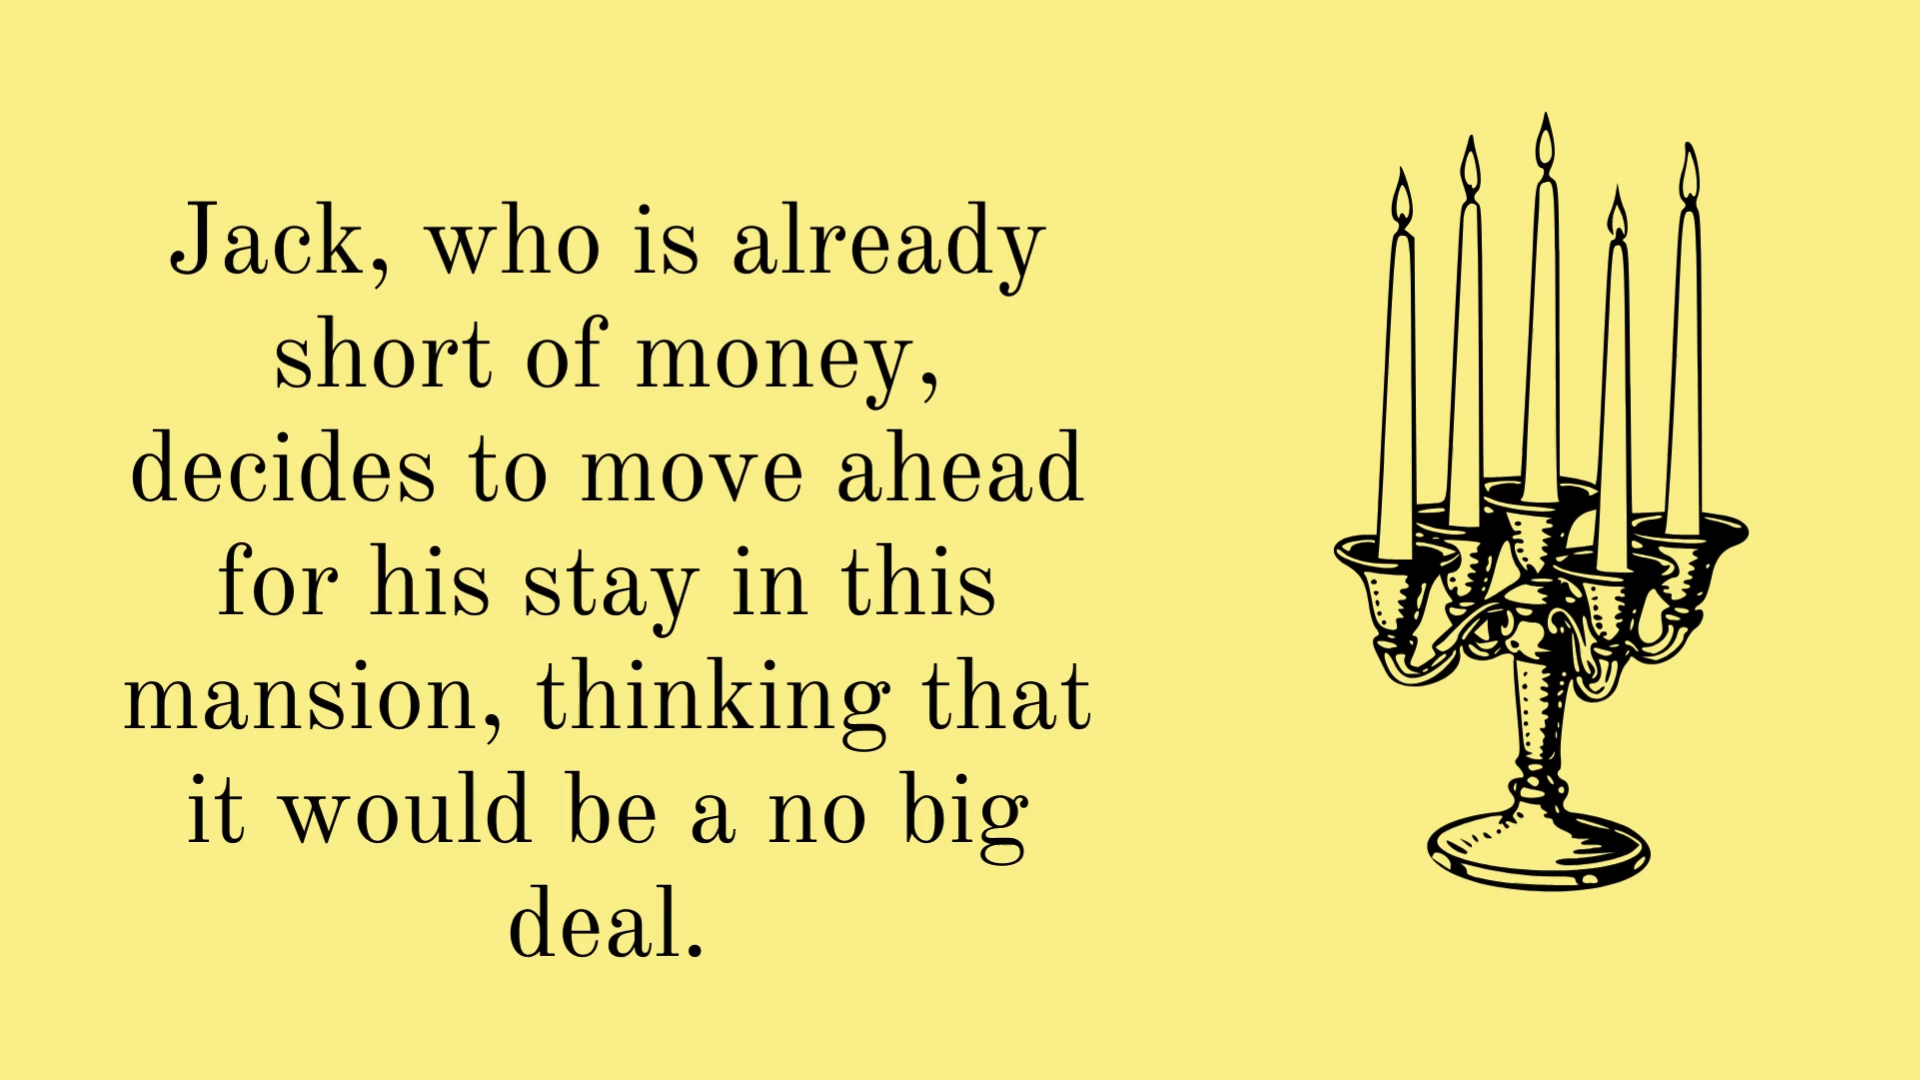 Jack, who is already
short of money,
decides to move ahead
for his stay in this
mansion, thinking that
it would be a no big
deal.